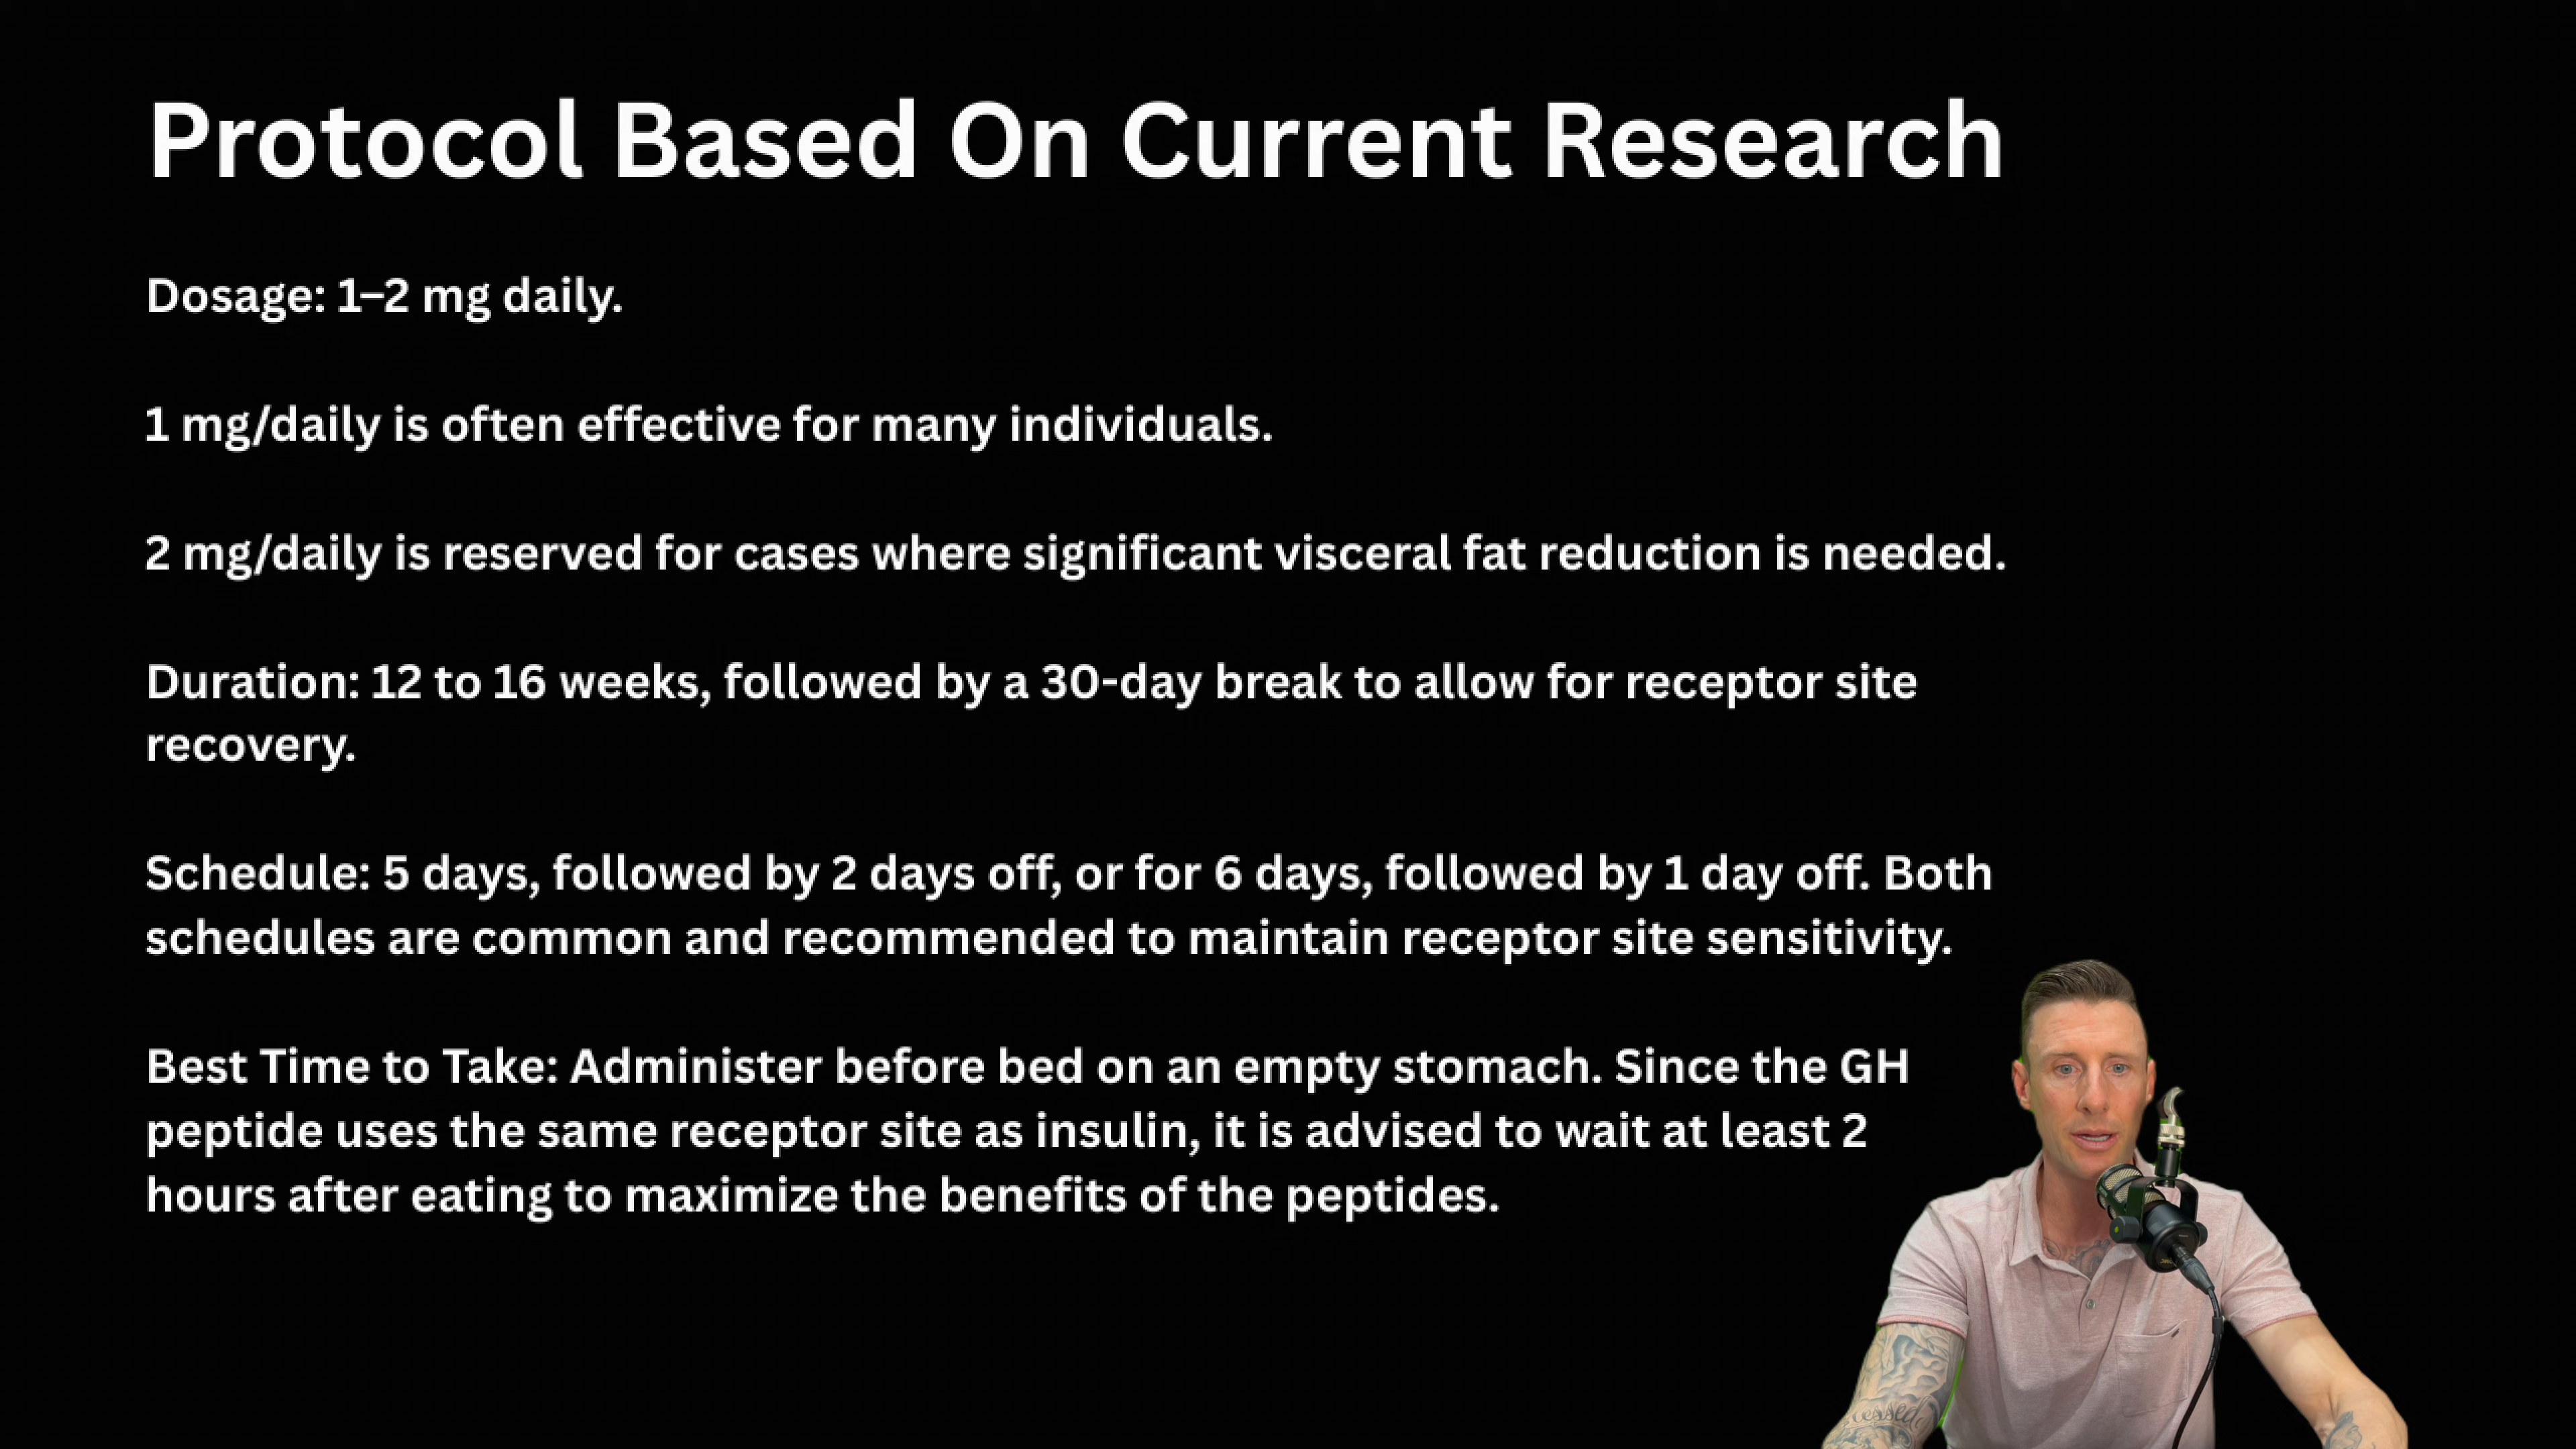 Protocol Based On Current Research
Dosage: 1–2 mg daily.
1 mg/daily is often effective for many individuals.
2 mg/daily is reserved for cases where significant visceral fat reduction is needed.
Duration: 12 to 16 weeks, followed by a 30-day break to allow for receptor site
recovery.
Schedule: 5 days, followed by 2 days off, or for 6 days, followed by 1 day off. Both
schedules are common and recommended to maintain receptor site sensitivity.
Best Time to Take: Administer before bed on an empty stomach. Since the GH
peptide uses the same receptor site as insulin, it is advised to wait at least 2
hours after eating to maximize the benefits of the peptides.